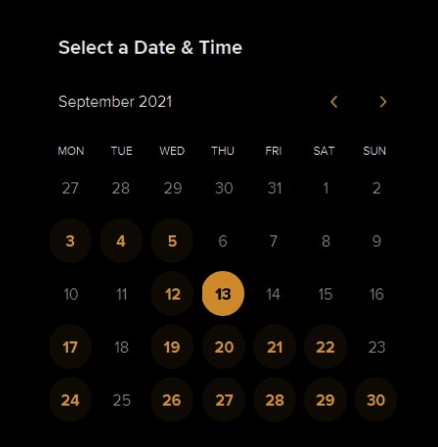 Select a Date & Time
September 2021
MON TUE WED THU FRI SAT SUN
27 28 29 30 31 1 2
3 4 5 6 7 8 9
10 11 12 13 14 15 16
17 18 19 20 21 22 23
24 25 26 27 28 29 30